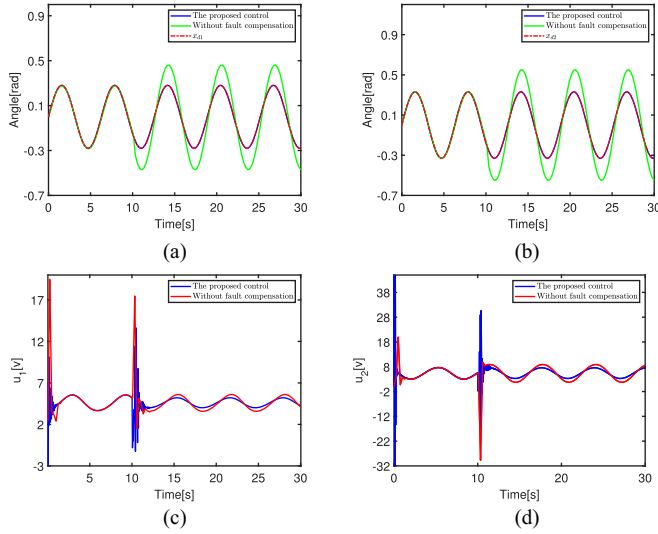 The proposed control
Without fault compensation
x_{d1}
Angle[rad]
0.9
0.5
0.1
-0.3
-0.7
0 5 10 15 20 25 30
Time[s]
(a)
The proposed control
Without fault compensation
x_{d2}
Angle[rad]
0.9
0.5
0.1
-0.3
-0.7
0 5 10 15 20 25 30
Time[s]
(b)
The proposed control
Without fault compensation
u_1[v]
17
12
7
2
-3
5 10 15 20 25 30
Time[s]
(c)
The proposed control
Without fault compensation
u_2[v]
38
28
18
8
-2
-12
-22
-32
0 5 10 15 20 25 30
Time[s]
(d)